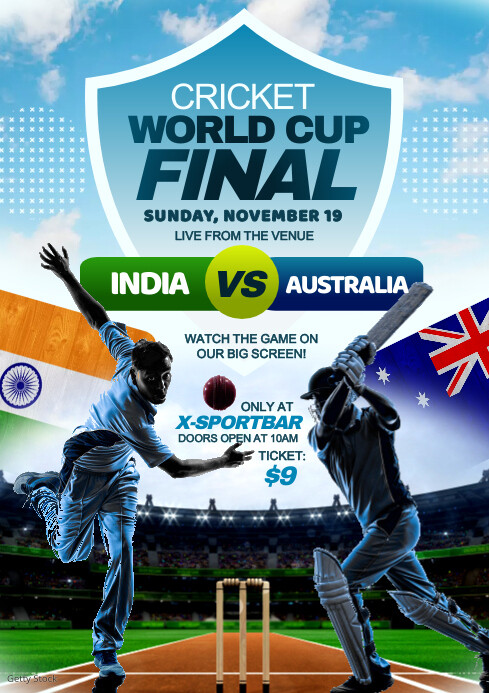 CRICKET
WORLD CUP
FINAL
SUNDAY, NOVEMBER 19
LIVE FROM THE VENUE
INDIA VS AUSTRALIA
WATCH THE GAME ON
OUR BIG SCREEN!
ONLY AT
X-SPORTBAR
DOORS OPEN AT 10AM
TICKET:
$9
Getty Stock